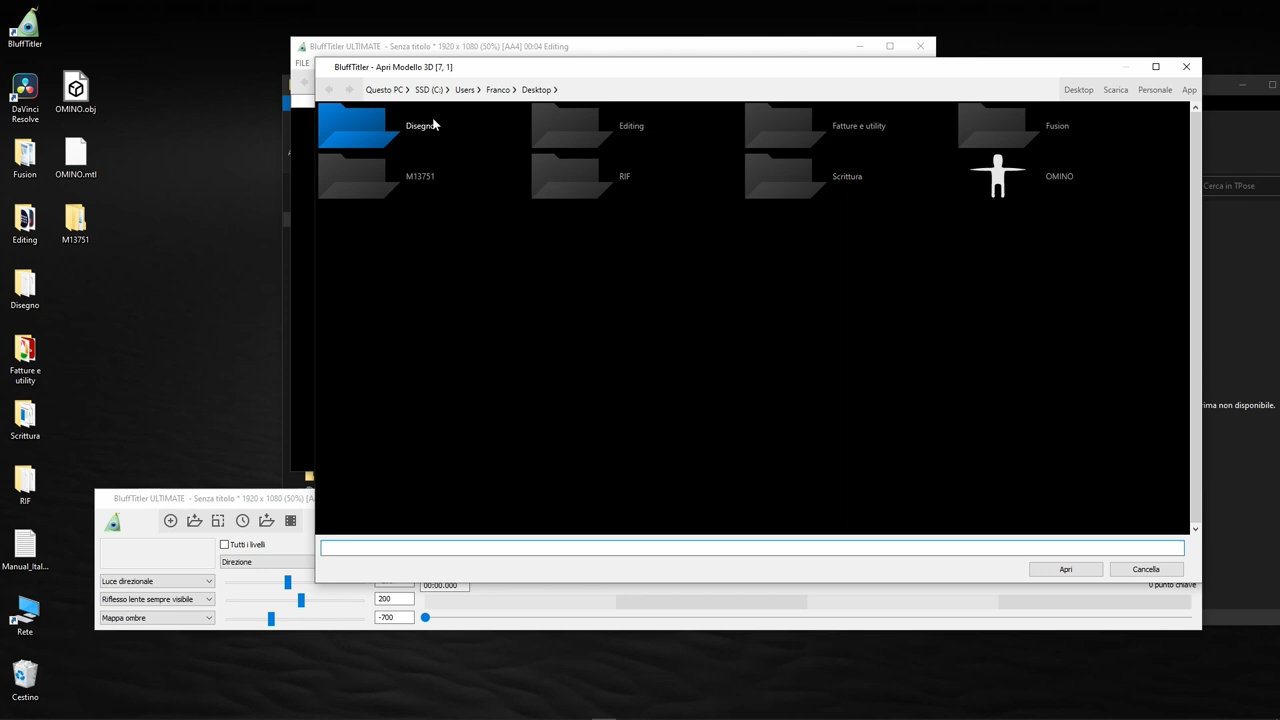 BluffTitler
DaVinci
Resolve
OMINO.obj
Fusion
OMINO.mtl
Editing
M13751
Disegno
Fatture e
utility
Scrittura
RIF
Manual_Ital...
Rete
Cestino
BluffTitler ULTIMATE - Senza titolo * 1920 x 1080 (50%) [AA4] 00:04 Editing
FILE
BluffTitler - Apri Modello 3D [7, 1]
Questo PC > SSD (C:) > Users > Franco > Desktop >
Desktop Scarica Personale App
Disegno Editing Fatture e utility Fusion
M13751 RIF Scrittura OMINO
Cerca in TPose
rima non disponibile.
Apri Cancella
BluffTitler ULTIMATE - Senza titolo * 1920 x 1080 (50%) [A
Tutti i livelli
Direzione
Luce direzionale
00:00.000
0 punto chiave
Riflesso lente sempre visibile
200
Mappa ombre
-700